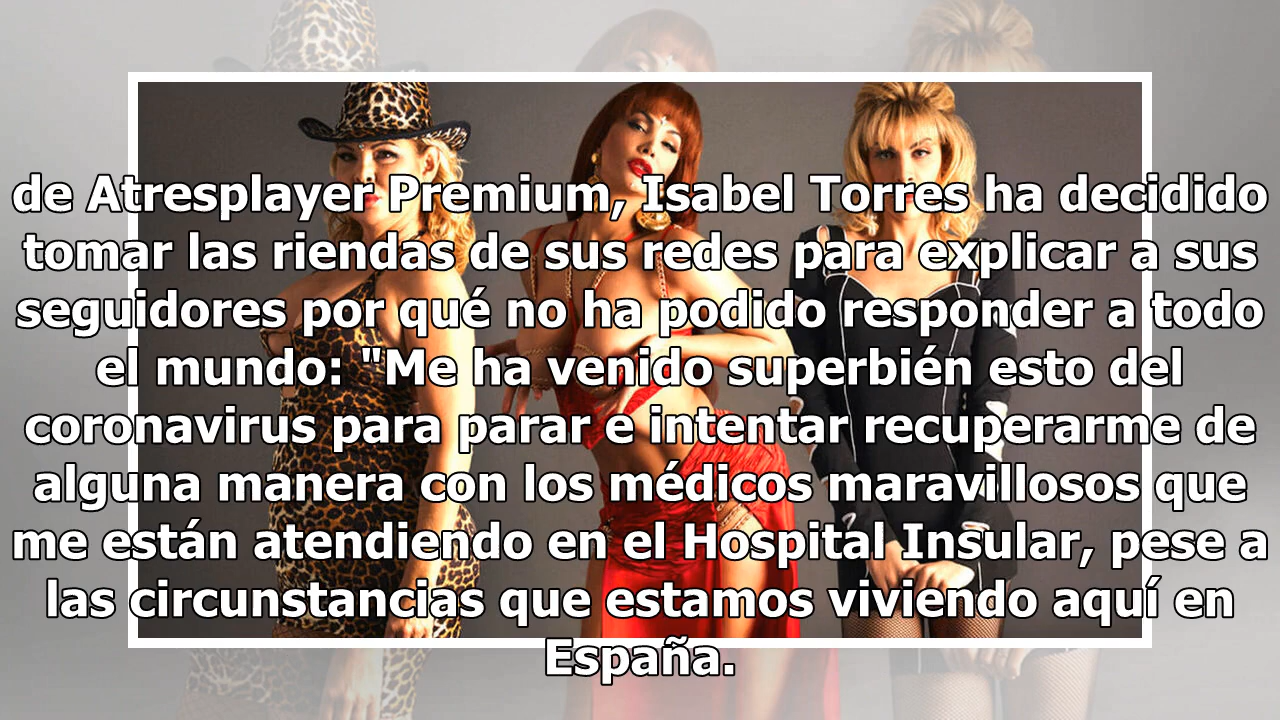 de Atresplayer Premium, Isabel Torres ha decidido
tomar las riendas de sus redes para explicar a sus
seguidores por qué no ha podido responder a todo
el mundo: "Me ha venido superbién esto del
coronavirus para parar e intentar recuperarme de
alguna manera con los médicos maravillosos que
me están atendiendo en el Hospital Insular, pese a
las circunstancias que estamos viviendo aquí en
España.